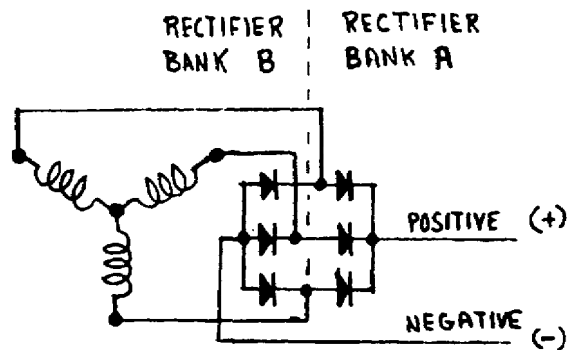 RECTIFIER
BANK B
RECTIFIER
BANK A
POSITIVE (+)
NEGATIVE (-)